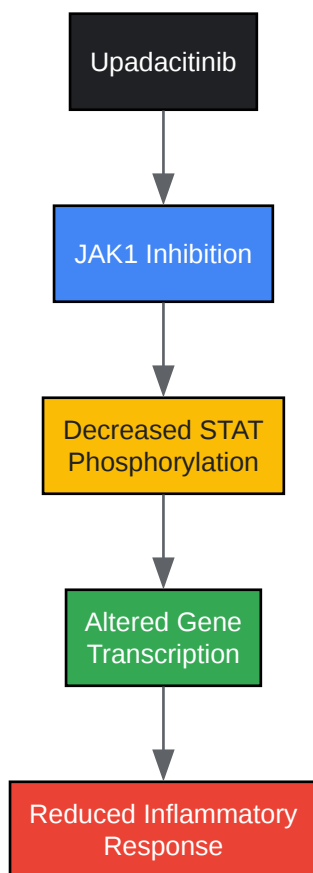 Upadacitinib
JAK1 Inhibition
Decreased STAT
Phosphorylation
Altered Gene
Transcription
Reduced Inflammatory
Response